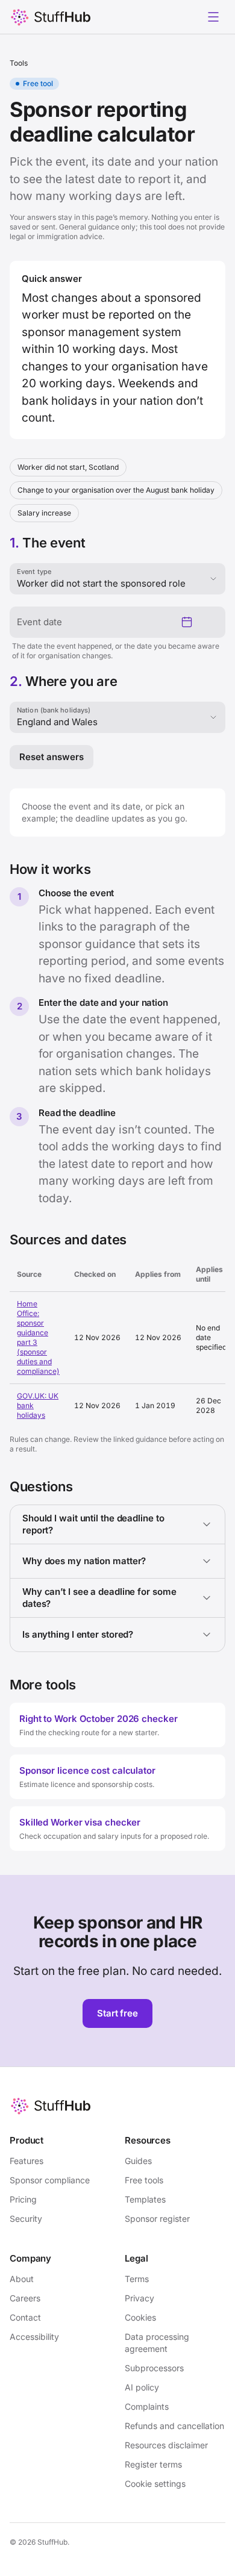 StuffHub
Tools
Free tool
Sponsor reporting
deadline calculator
Pick the event, its date and your nation
to see the latest date to report it, and
how many working days are left.
Your answers stay in this page's memory. Nothing you enter is
saved or sent. General guidance only; this tool does not provide
legal or immigration advice.
Quick answer
Most changes about a sponsored
worker must be reported on the
sponsor management system
within 10 working days. Most
changes to your organisation have
20 working days. Weekends and
bank holidays in your nation don't
count.
Worker did not start, Scotland
Change to your organisation over the August bank holiday
Salary increase
1. The event
Event type
Worker did not start the sponsored role
Event date
The date the event happened, or the date you became aware
of it for organisation changes.
2. Where you are
Nation (bank holidays)
England and Wales
Reset answers
Choose the event and its date, or pick an
example; the deadline updates as you go.
How it works
1
Choose the event
Pick what happened. Each event
links to the paragraph of the
sponsor guidance that sets its
reporting period, and some events
have no fixed deadline.
2
Enter the date and your nation
Use the date the event happened,
or when you became aware of it
for organisation changes. The
nation sets which bank holidays
are skipped.
3
Read the deadline
The event day isn't counted. The
tool adds the working days to find
the latest date to report and how
many working days are left from
today.
Sources and dates
Source Checked on Applies from Applies until
Home Office: sponsor guidance part 3 (sponsor duties and compliance) 12 Nov 2026 12 Nov 2026 No end date specified
GOV.UK: UK bank holidays 12 Nov 2026 1 Jan 2019 26 Dec 2028
Rules can change. Review the linked guidance before acting on
a result.
Questions
Should I wait until the deadline to
report?
Why does my nation matter?
Why can't I see a deadline for some
dates?
Is anything I enter stored?
More tools
Right to Work October 2026 checker
Find the checking route for a new starter.
Sponsor licence cost calculator
Estimate licence and sponsorship costs.
Skilled Worker visa checker
Check occupation and salary inputs for a proposed role.
Keep sponsor and HR
records in one place
Start on the free plan. No card needed.
Start free
StuffHub
Product
Features
Sponsor compliance
Pricing
Security
Resources
Guides
Free tools
Templates
Sponsor register
Company
About
Careers
Contact
Accessibility
Legal
Terms
Privacy
Cookies
Data processing
agreement
Subprocessors
AI policy
Complaints
Refunds and cancellation
Resources disclaimer
Register terms
Cookie settings
© 2026 StuffHub.